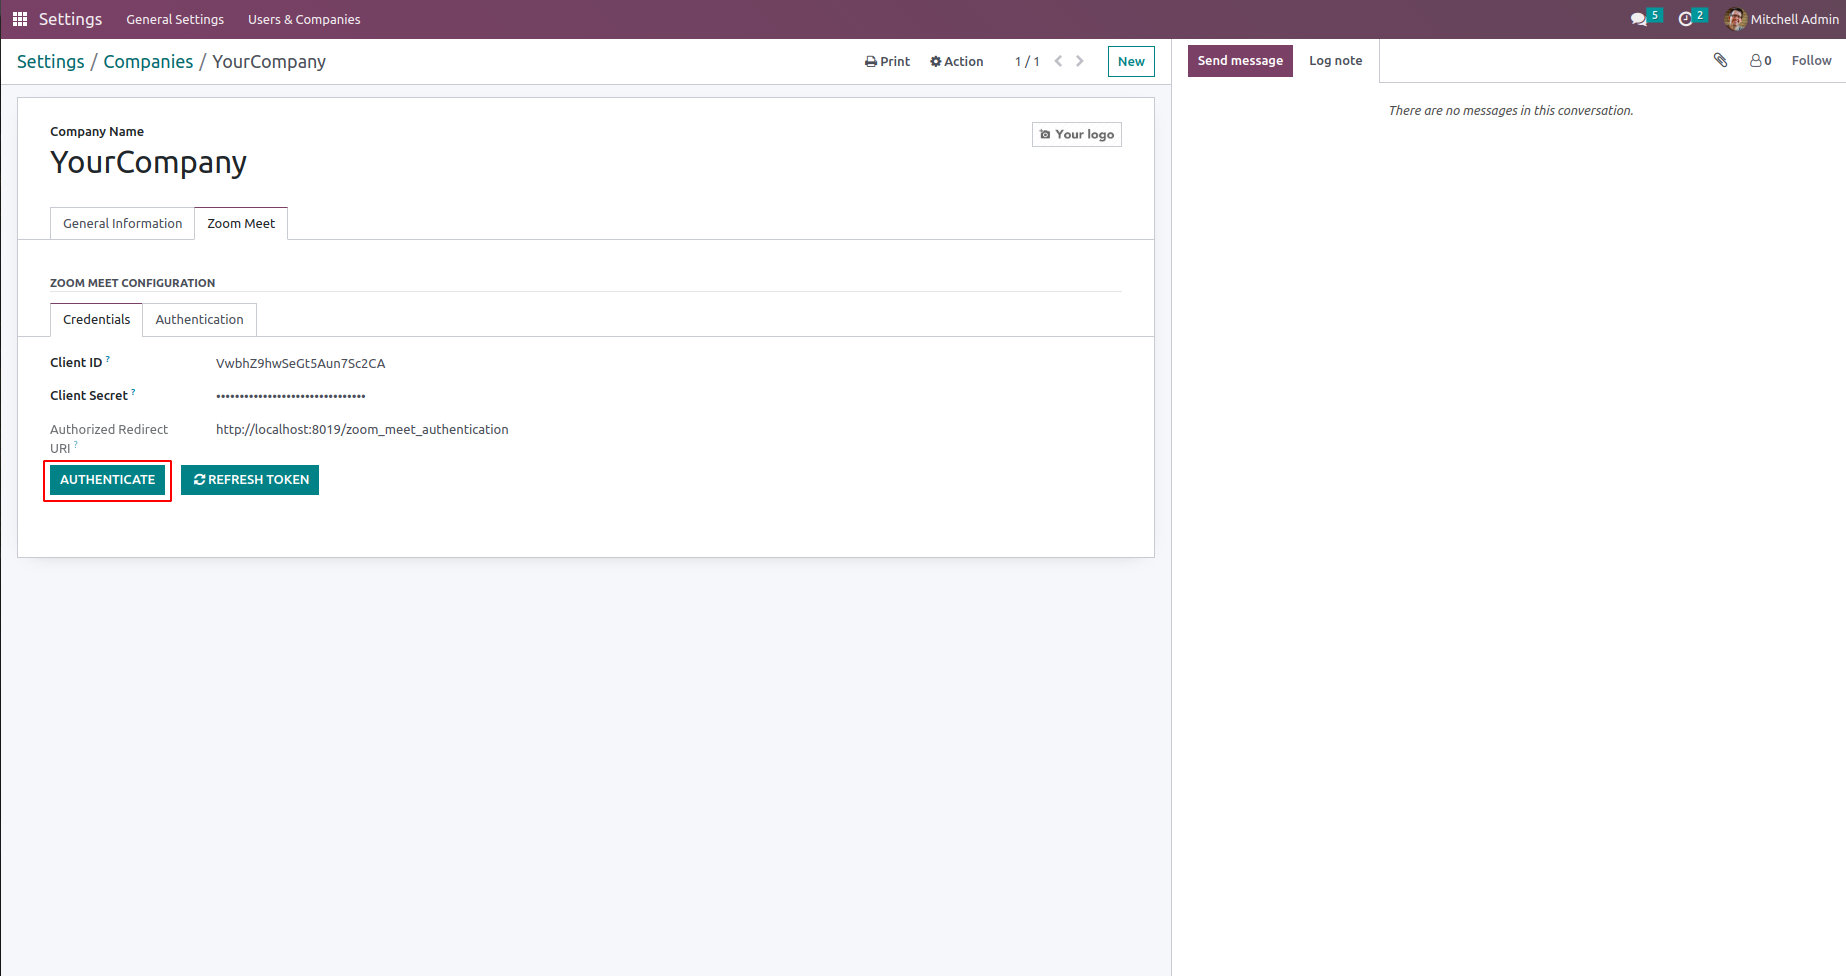 Settings General Settings Users & Companies 5 2 Mitchell Admin
Settings / Companies / YourCompany Print Action 1 / 1 New
Send message Log note 0 Follow
There are no messages in this conversation.
Company Name
YourCompany
Your logo
General Information Zoom Meet
ZOOM MEET CONFIGURATION
Credentials Authentication
Client ID ? VwbhZ9hwSeGt5Aun7Sc2CA
Client Secret ? ••••••••••••••••••••••••••••••••
Authorized Redirect http://localhost:8019/zoom_meet_authentication
URI ?
AUTHENTICATE REFRESH TOKEN